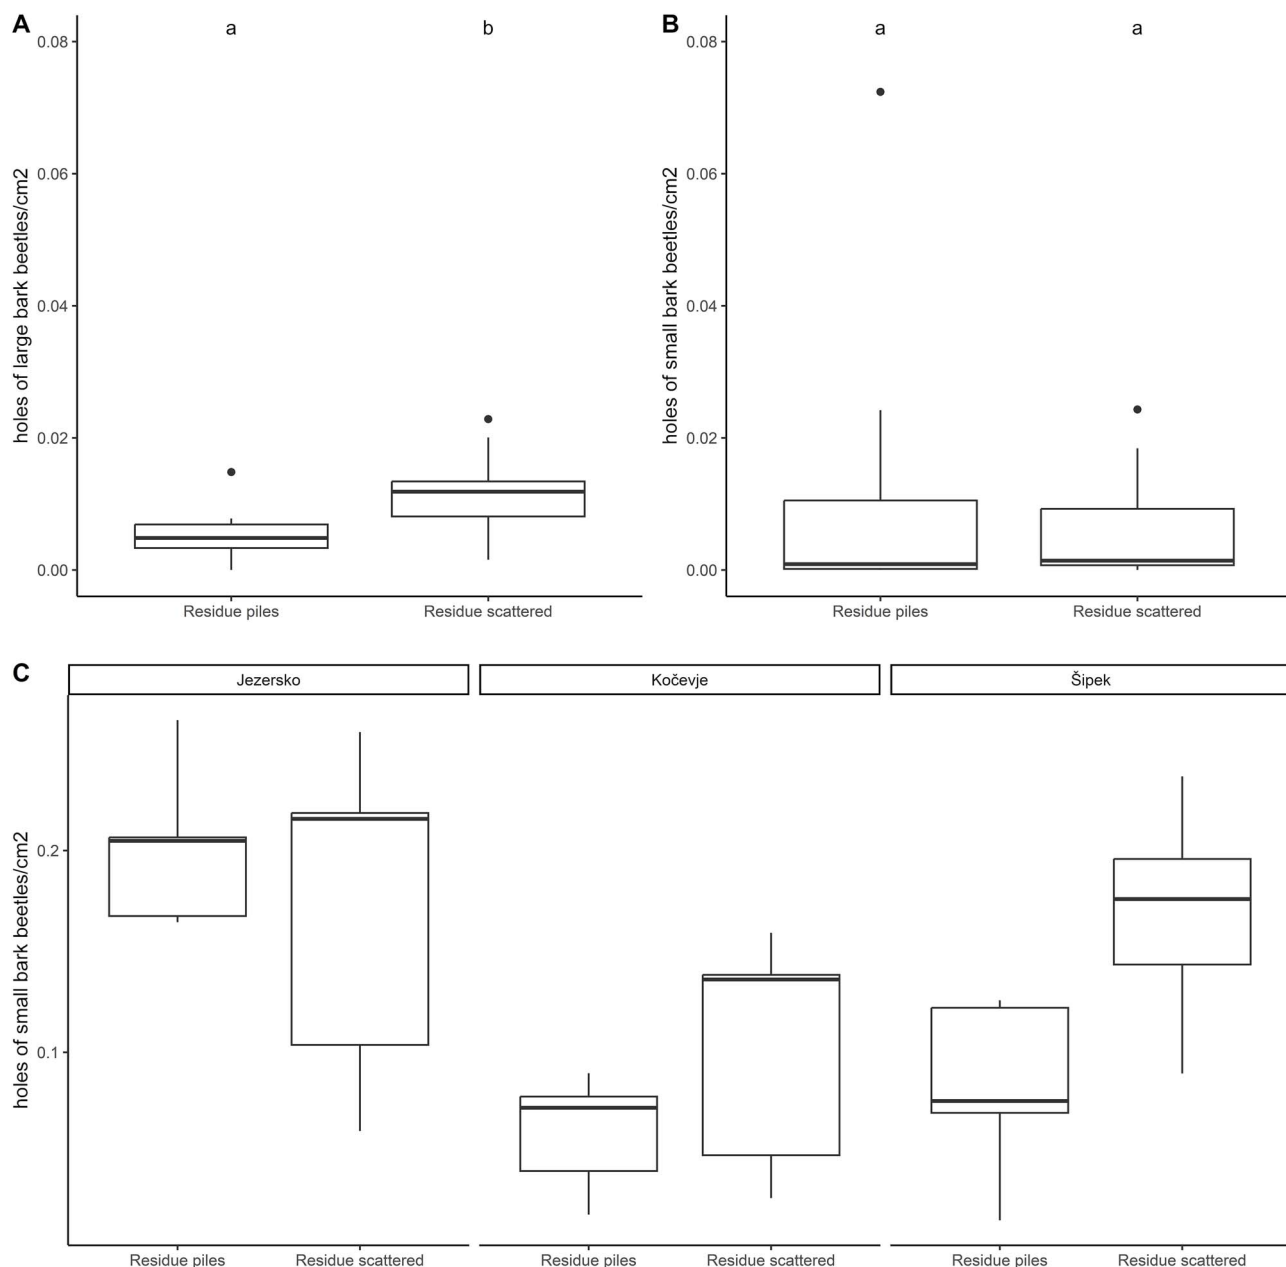 A
a
b
0.08
0.06
0.04
0.02
0.00
holes of large bark beetles/cm2
Residue piles
Residue scattered
B
a
a
0.08
0.06
0.04
0.02
0.00
holes of small bark beetles/cm2
Residue piles
Residue scattered
C
Jezersko
Kočevje
Šipek
0.2
0.1
holes of small bark beetles/cm2
Residue piles
Residue scattered
Residue piles
Residue scattered
Residue piles
Residue scattered